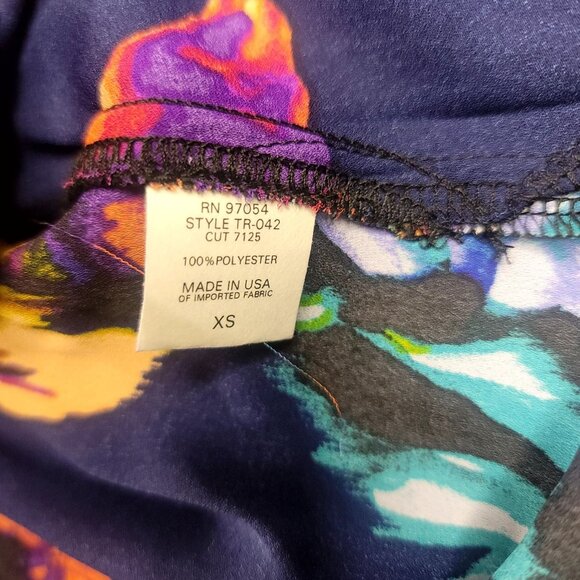 RN 97054
STYLE TR-042
CUT 7125
100%POLYESTER
MADE IN USA
OF IMPORTED FABRIC
XS